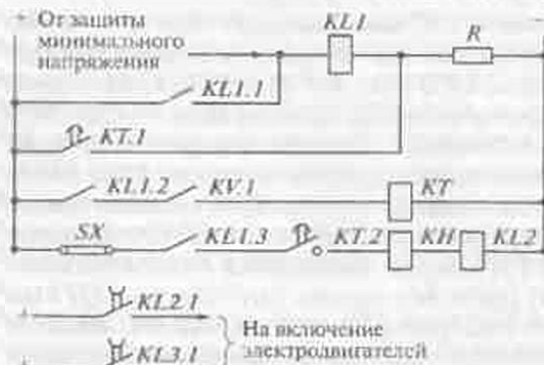 + От защиты
минимального
напряжения
KL1
R
–
KL1.1
KT.1
KL1.2 KV.1 KT
SX KL1.3 KT.2 KH KL2
+ KL2.1
На включение
электродвигателей
+ KL3.1